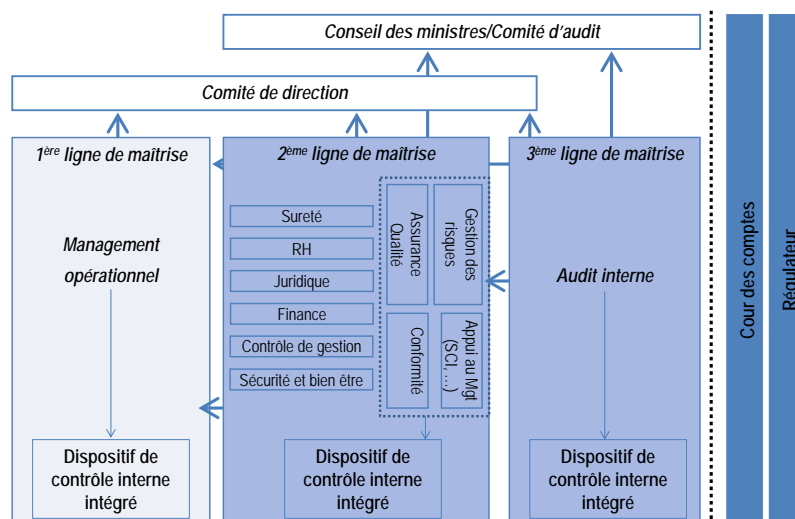 Conseil des ministres/Comité d'audit
Comité de direction
1ère ligne de maîtrise
Management
opérationnel
Dispositif de
contrôle interne
intégré
2ème ligne de maîtrise
Sureté
RH
Juridique
Finance
Contrôle de gestion
Sécurité et bien être
Assurance
Qualité
Gestion des
risques
Conformité
Appui au Mgt
(SCI, …)
Dispositif de
contrôle interne
intégré
3ème ligne de maîtrise
Audit interne
Dispositif de
contrôle interne
intégré
Cour des comptes
Régulateur